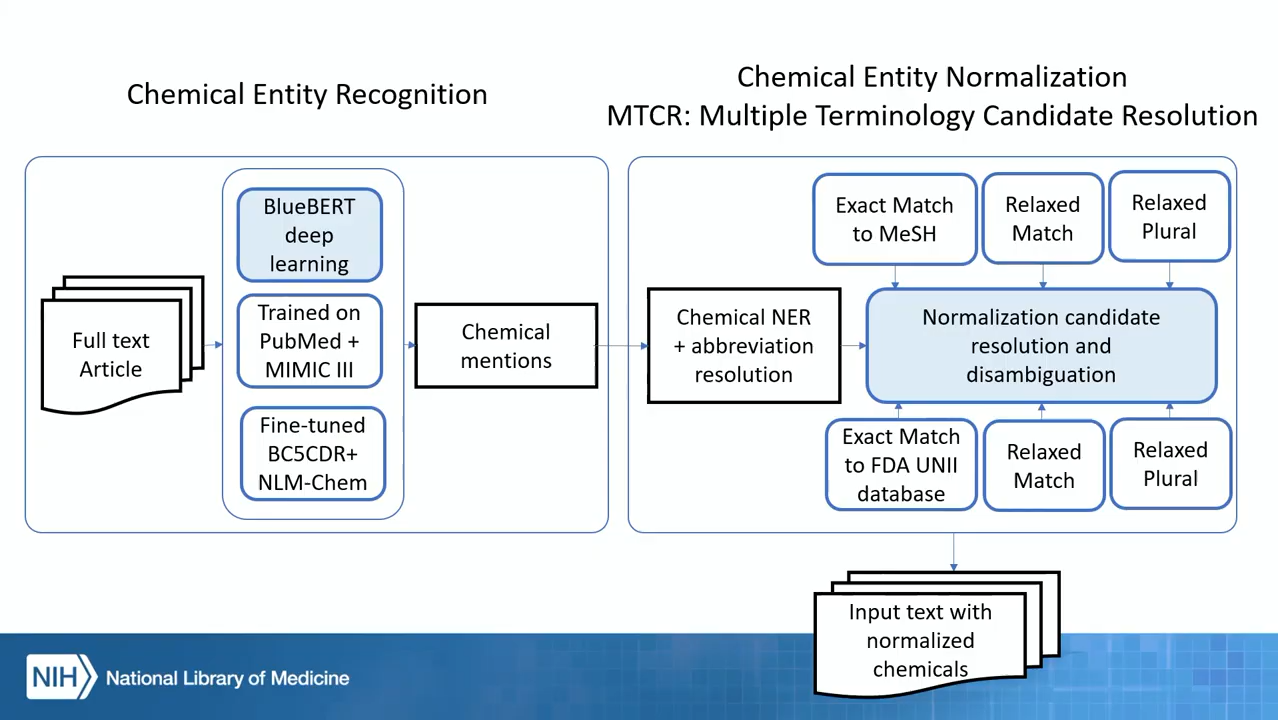 Chemical Entity Recognition
Chemical Entity Normalization
MTCR: Multiple Terminology Candidate Resolution
Full text
Article
BlueBERT
deep
learning
Trained on
PubMed +
MIMIC III
Fine-tuned
BC5CDR+
NLM-Chem
Chemical
mentions
Chemical NER
+ abbreviation
resolution
Exact Match
to MeSH
Relaxed
Match
Relaxed
Plural
Normalization candidate
resolution and
disambiguation
Exact Match
to FDA UNII
database
Relaxed
Match
Relaxed
Plural
Input text with
normalized
chemicals
NIH National Library of Medicine